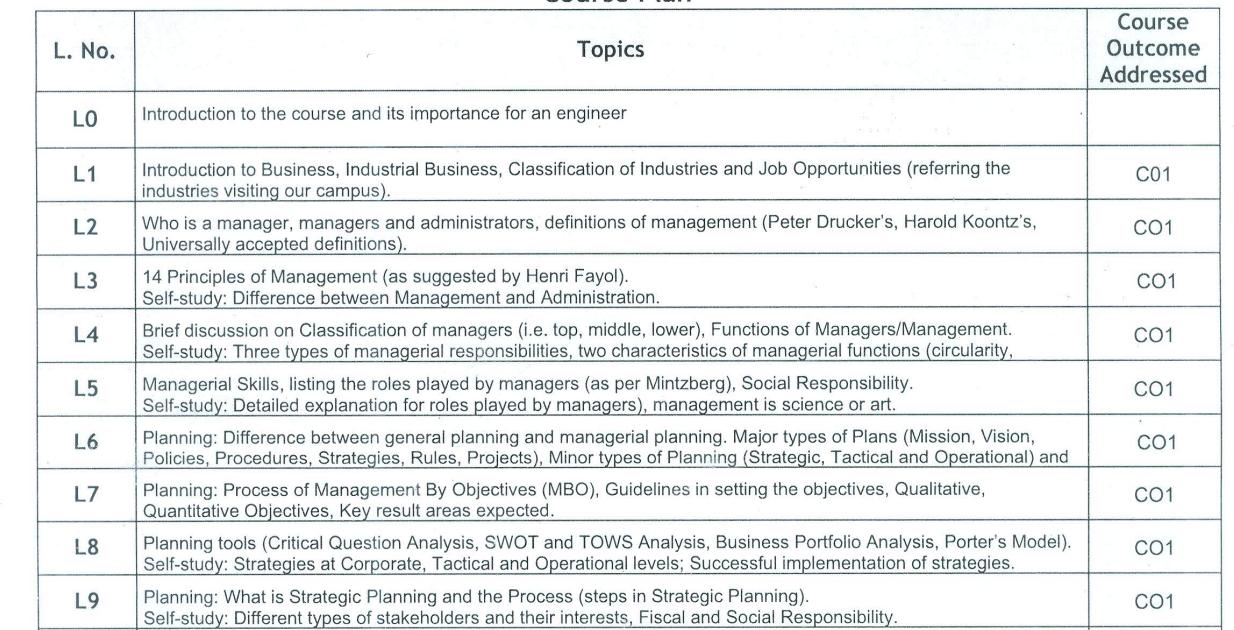 Course Plan
L. No.
Topics
Course
Outcome
Addressed
L0
Introduction to the course and its importance for an engineer
L1
Introduction to Business, Industrial Business, Classification of Industries and Job Opportunities (referring the
industries visiting our campus).
C01
L2
Who is a manager, managers and administrators, definitions of management (Peter Drucker's, Harold Koontz's,
Universally accepted definitions).
CO1
L3
14 Principles of Management (as suggested by Henri Fayol).
Self-study: Difference between Management and Administration.
CO1
L4
Brief discussion on Classification of managers (i.e. top, middle, lower), Functions of Managers/Management.
Self-study: Three types of managerial responsibilities, two characteristics of managerial functions (circularity,
CO1
L5
Managerial Skills, listing the roles played by managers (as per Mintzberg), Social Responsibility.
Self-study: Detailed explanation for roles played by managers), management is science or art.
CO1
L6
Planning: Difference between general planning and managerial planning. Major types of Plans (Mission, Vision,
Policies, Procedures, Strategies, Rules, Projects), Minor types of Planning (Strategic, Tactical and Operational) and
CO1
L7
Planning: Process of Management By Objectives (MBO), Guidelines in setting the objectives, Qualitative,
Quantitative Objectives, Key result areas expected.
CO1
L8
Planning tools (Critical Question Analysis, SWOT and TOWS Analysis, Business Portfolio Analysis, Porter's Model).
Self-study: Strategies at Corporate, Tactical and Operational levels; Successful implementation of strategies.
CO1
L9
Planning: What is Strategic Planning and the Process (steps in Strategic Planning).
Self-study: Different types of stakeholders and their interests, Fiscal and Social Responsibility.
CO1